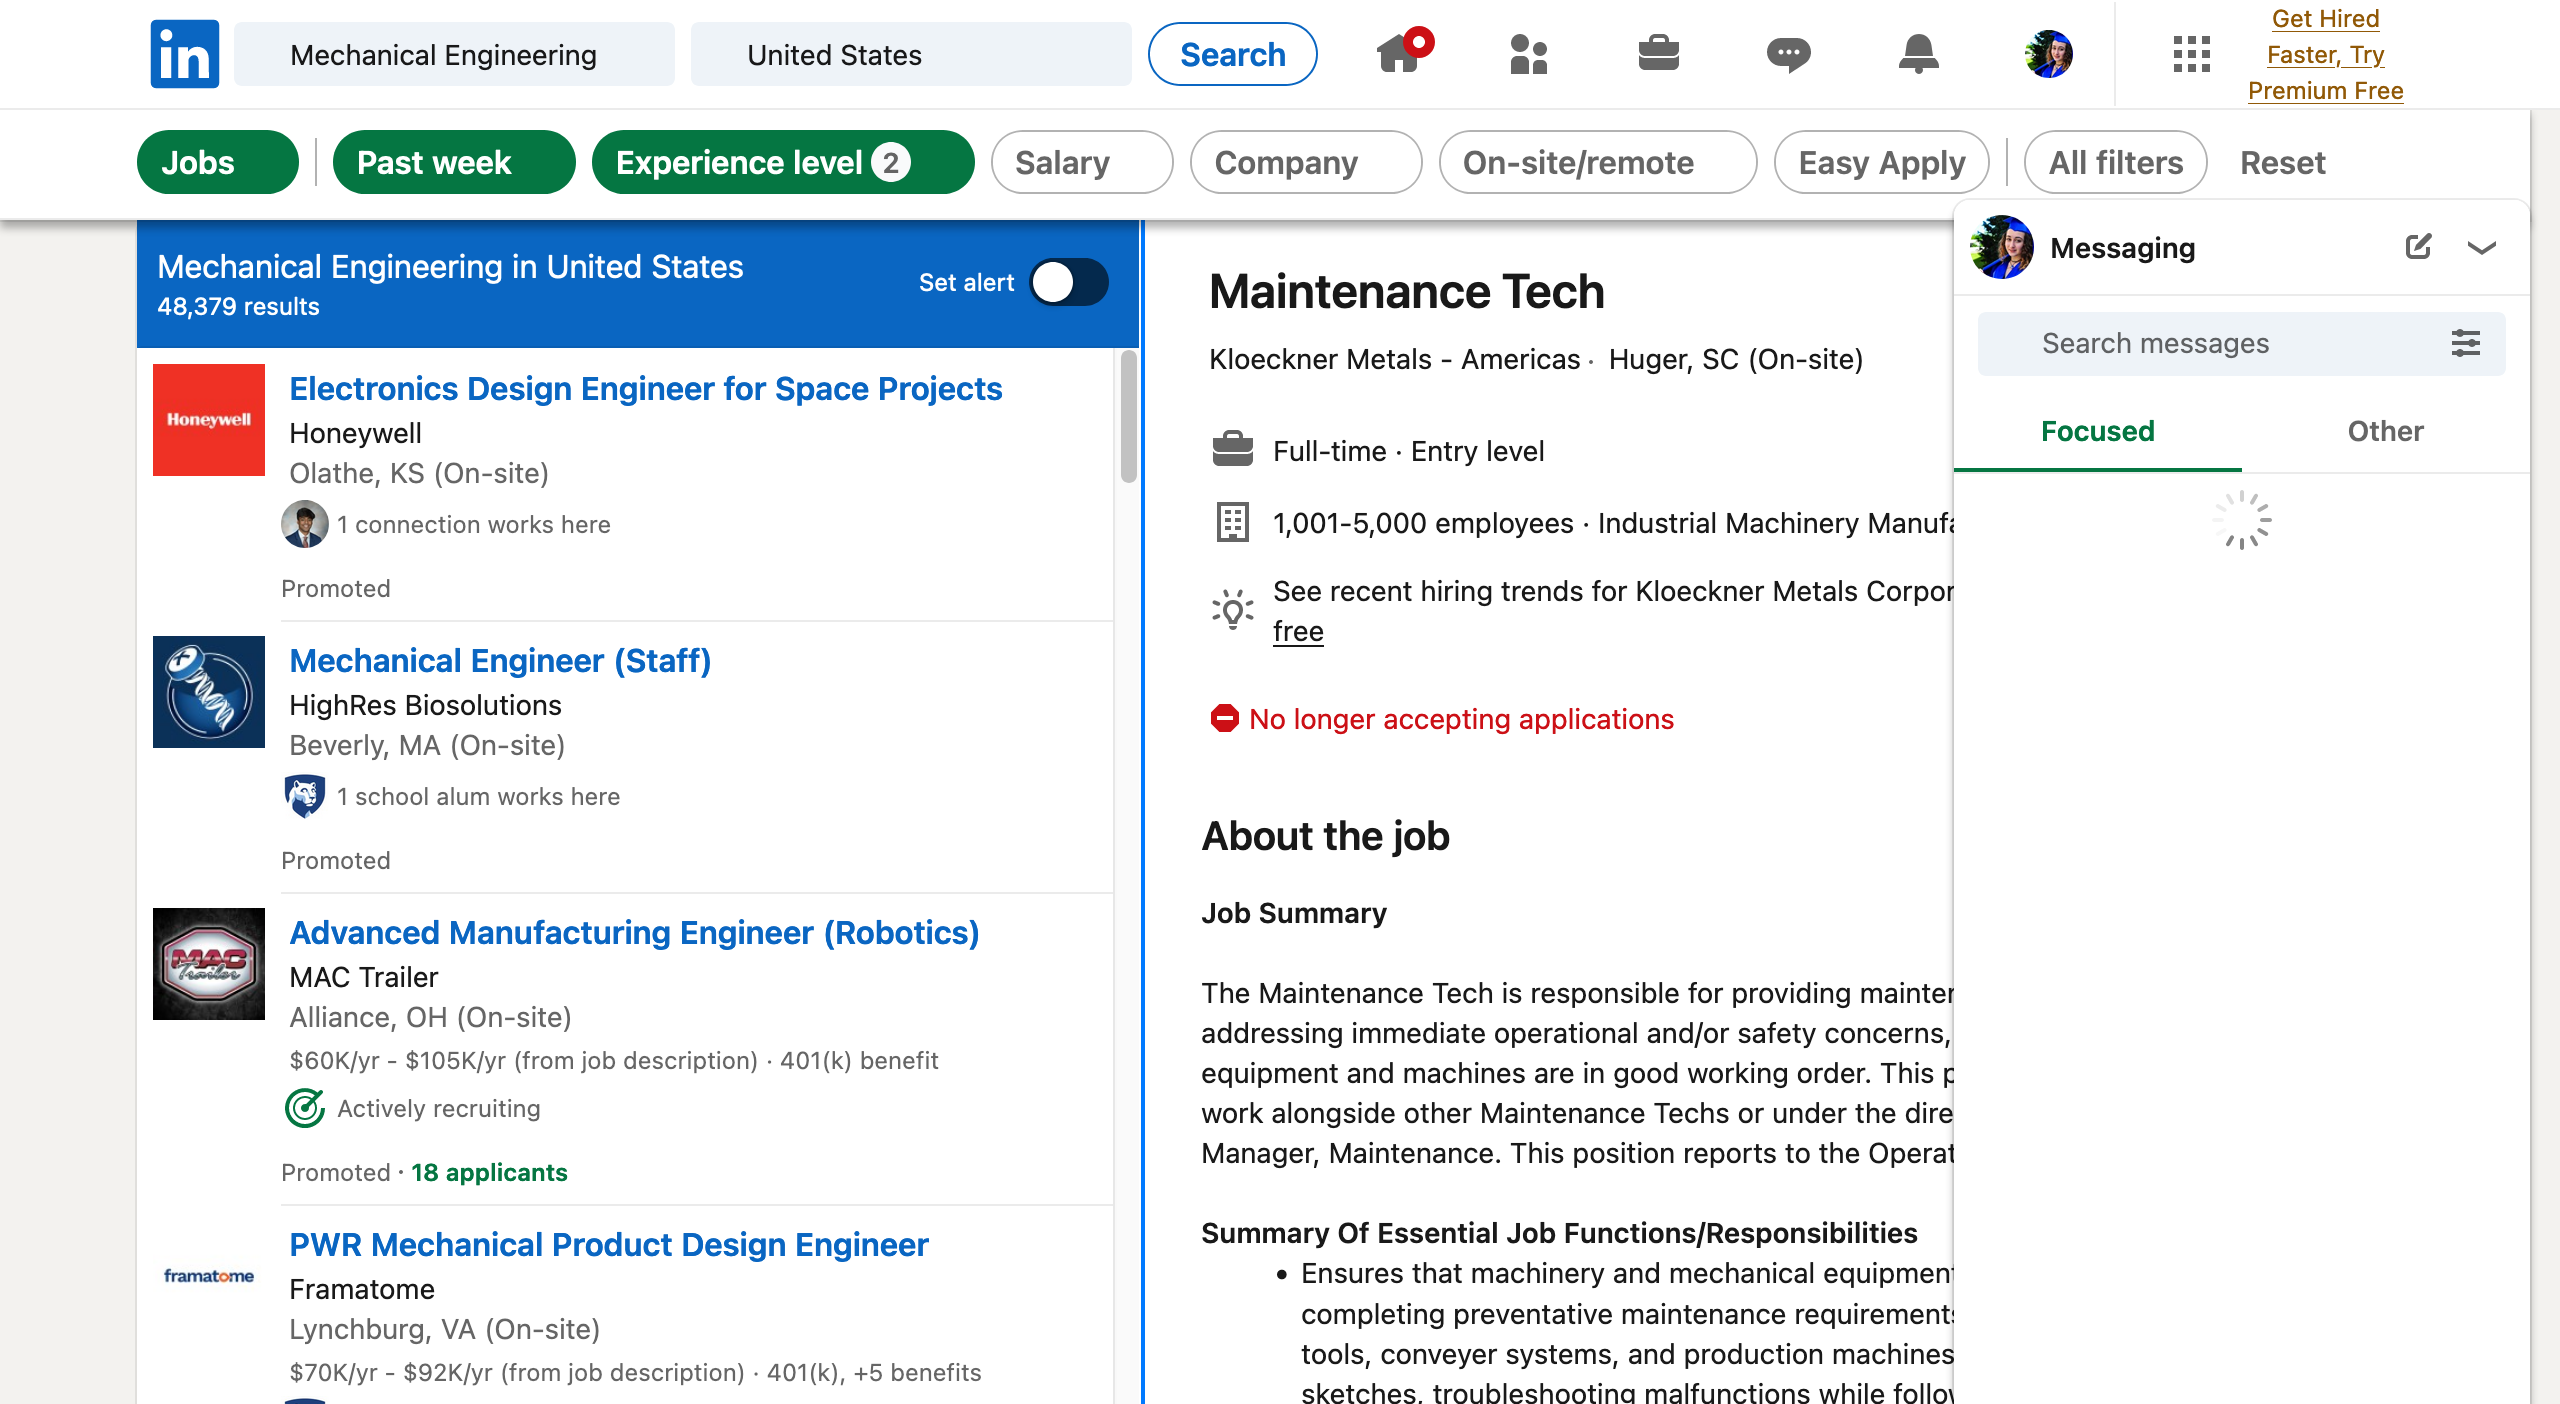 in
Mechanical Engineering
United States
Search
Get Hired
Faster, Try
Premium Free
Jobs
Past week
Experience level 2
Salary
Company
On-site/remote
Easy Apply
All filters
Reset
Mechanical Engineering in United States
48,379 results
Set alert
Honeywell
Electronics Design Engineer for Space Projects
Honeywell
Olathe, KS (On-site)
1 connection works here
Promoted
Mechanical Engineer (Staff)
HighRes Biosolutions
Beverly, MA (On-site)
1 school alum works here
Promoted
MAC
Trailer
Advanced Manufacturing Engineer (Robotics)
MAC Trailer
Alliance, OH (On-site)
$60K/yr - $105K/yr (from job description) · 401(k) benefit
Actively recruiting
Promoted · 18 applicants
framatome
PWR Mechanical Product Design Engineer
Framatome
Lynchburg, VA (On-site)
$70K/yr - $92K/yr (from job description) · 401(k), +5 benefits
Maintenance Tech
Kloeckner Metals - Americas · Huger, SC (On-site)
Full-time · Entry level
1,001-5,000 employees · Industrial Machinery Manufa
See recent hiring trends for Kloeckner Metals Corpor
free
No longer accepting applications
About the job
Job Summary
The Maintenance Tech is responsible for providing mainten
addressing immediate operational and/or safety concerns,
equipment and machines are in good working order. This p
work alongside other Maintenance Techs or under the dire
Manager, Maintenance. This position reports to the Operat
Summary Of Essential Job Functions/Responsibilities
• Ensures that machinery and mechanical equipment
completing preventative maintenance requirements
tools, conveyer systems, and production machines
sketches, troubleshooting malfunctions while follow
Messaging
Search messages
Focused
Other